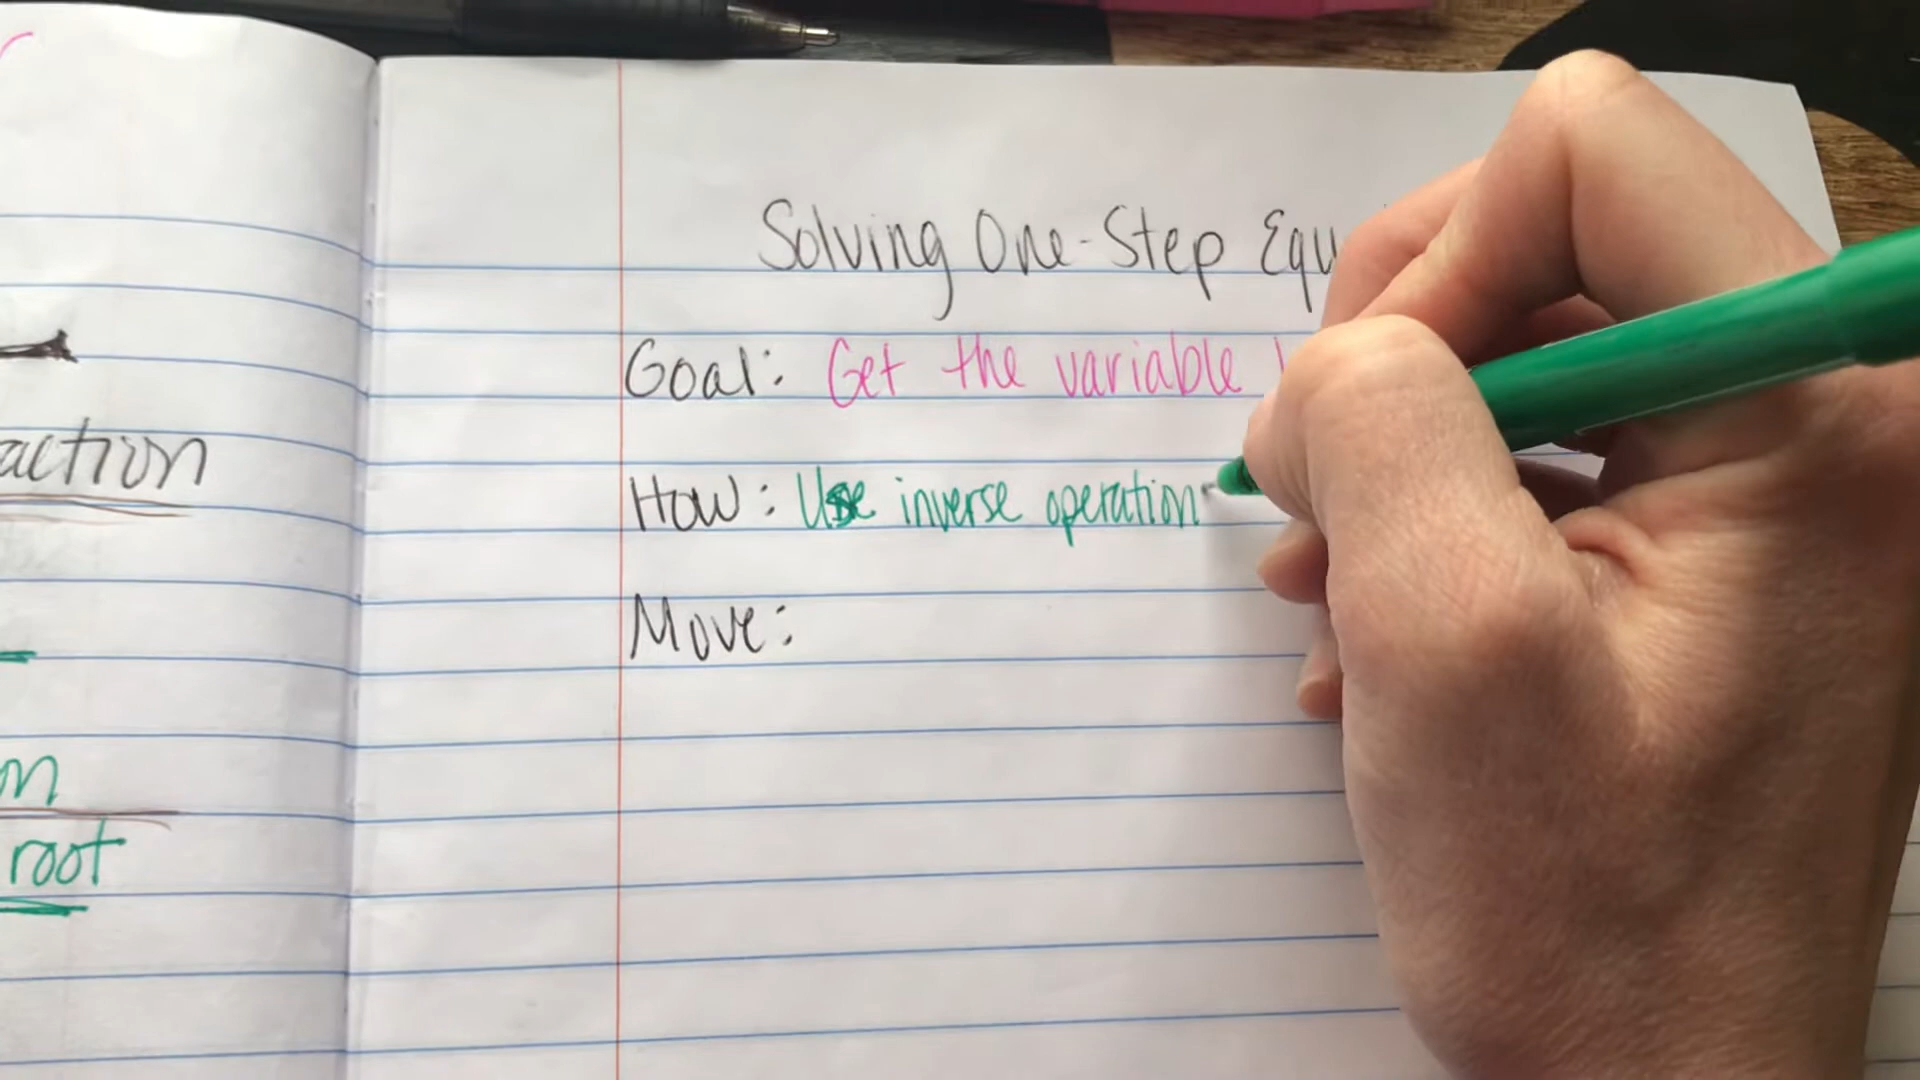 action
n
root
Solving One-Step Equ
Goal: Get the variable
How: Use inverse operation
Move: